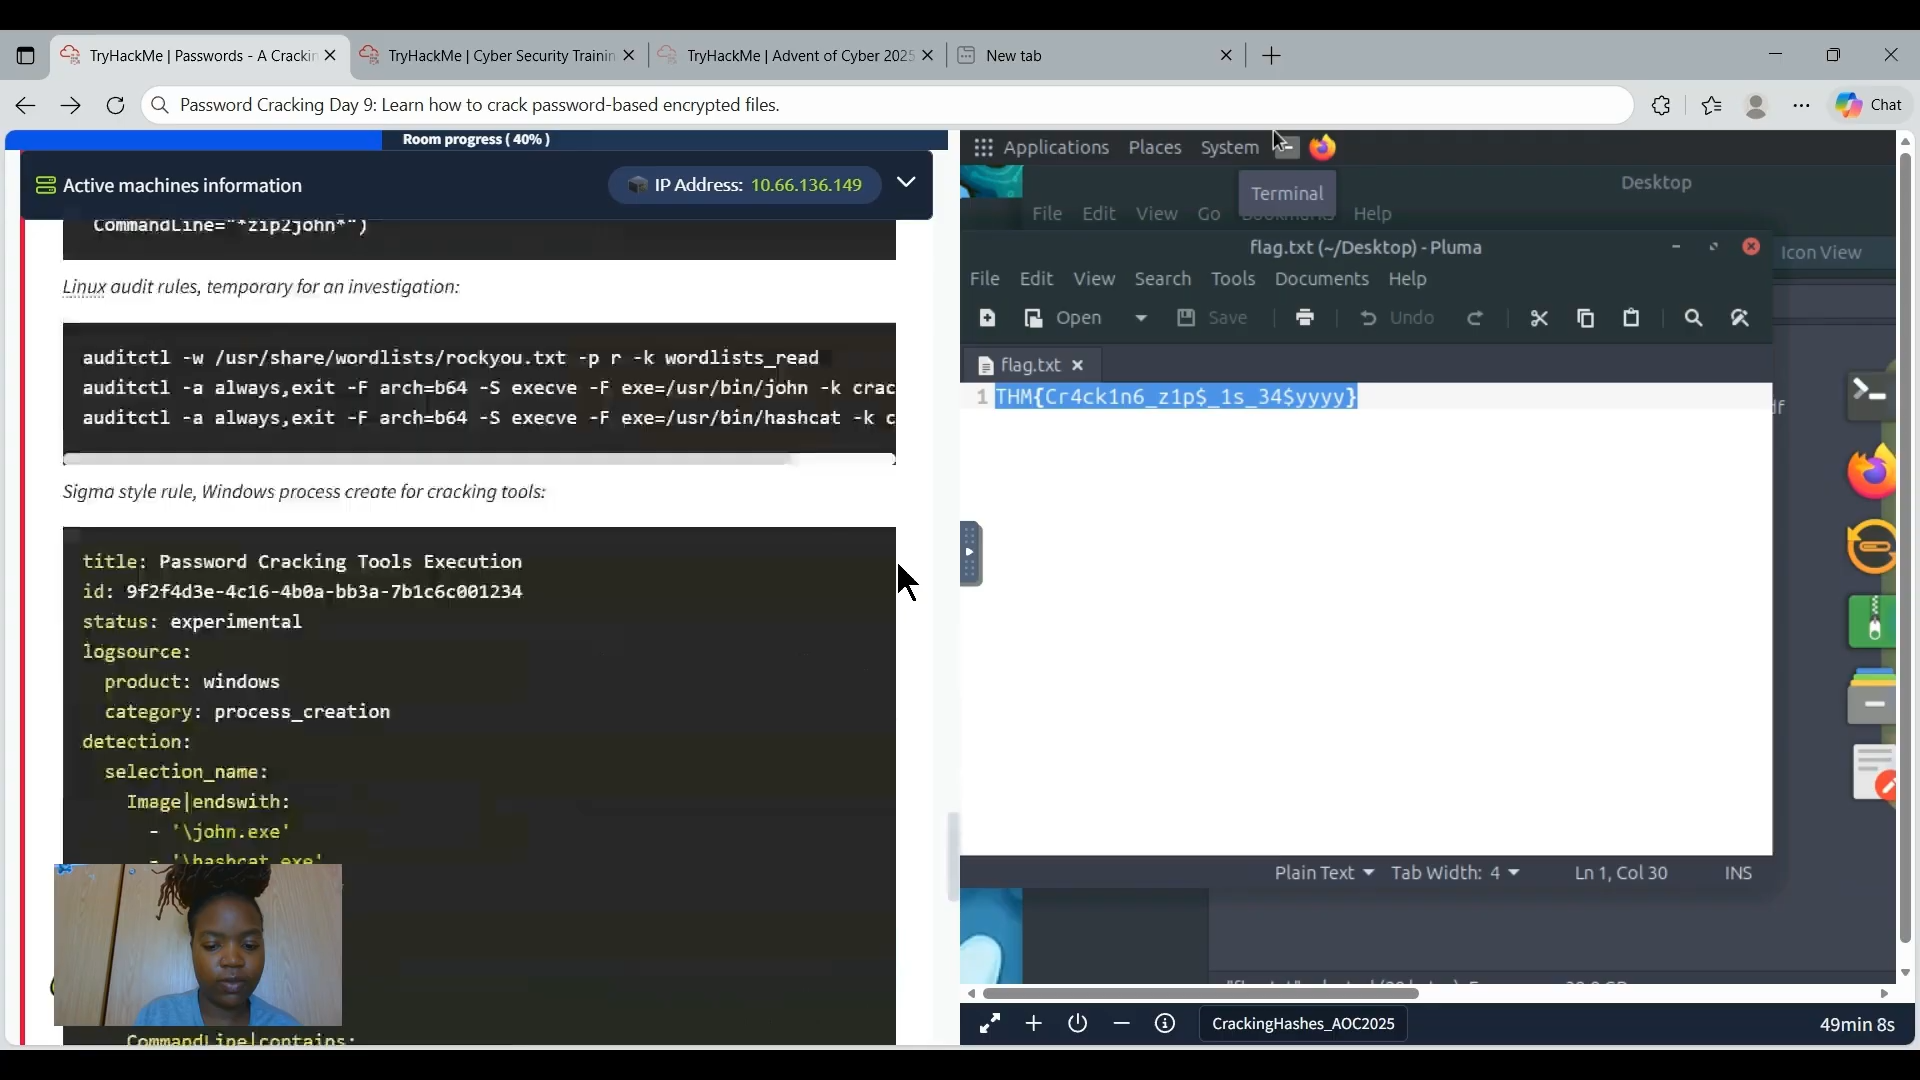 TryHackMe | Passwords - A Crackin
TryHackMe | Cyber Security Trainin
TryHackMe | Advent of Cyber 2025
New tab
Password Cracking Day 9: Learn how to crack password-based encrypted files.
Chat
Room progress ( 40% )
Active machines information
IP Address: 10.66.136.149
CommandLine="*zip2john*")
Linux audit rules, temporary for an investigation:
auditctl -w /usr/share/wordlists/rockyou.txt -p r -k wordlists_read
auditctl -a always,exit -F arch=b64 -S execve -F exe=/usr/bin/john -k crac
auditctl -a always,exit -F arch=b64 -S execve -F exe=/usr/bin/hashcat -k c
Sigma style rule, Windows process create for cracking tools:
title: Password Cracking Tools Execution
id: 9f2f4d3e-4c16-4b0a-bb3a-7b1c6c001234
status: experimental
logsource:
product: windows
category: process_creation
detection:
selection_name:
Image|endswith:
- '\john.exe'
- '\hashcat.exe'
CommandLine|contains:
Applications Places System
Terminal
Desktop
File Edit View Go Bookmarks Help
Icon View
flag.txt (~/Desktop) - Pluma
File Edit View Search Tools Documents Help
Open Save Undo
flag.txt
1 THM{Cr4ck1n6_z1p$_1s_34$yyyy}
df
Plain Text Tab Width: 4 Ln 1, Col 30 INS
CrackingHashes_AOC2025
49min 8s